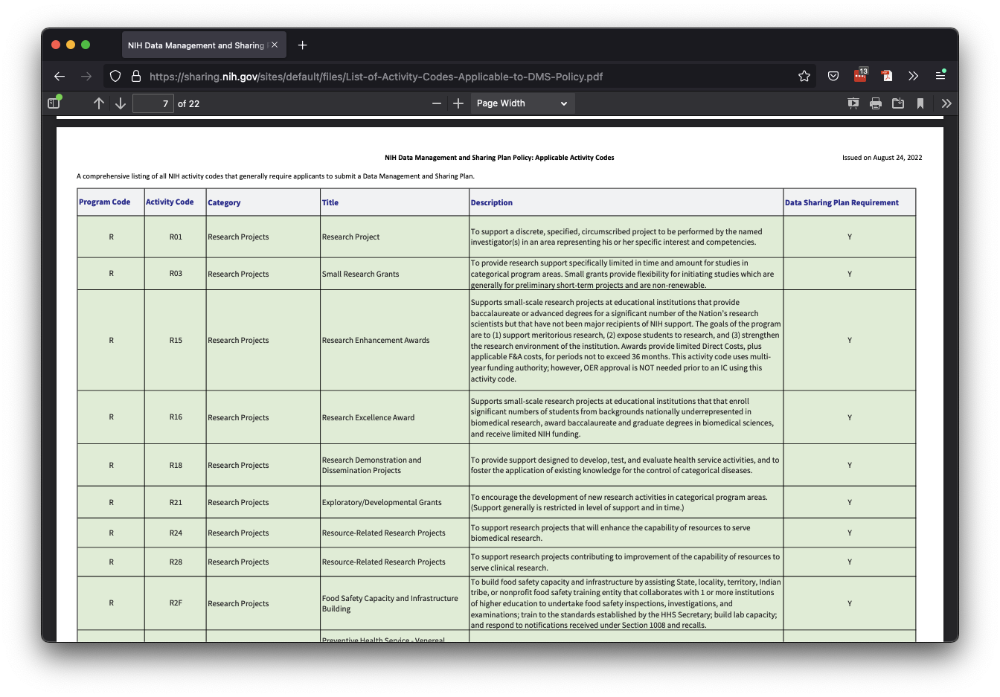 NIH Data Management and Sharing
https://sharing.nih.gov/sites/default/files/List-of-Activity-Codes-Applicable-to-DMS-Policy.pdf
13
7 of 22
Page Width
NIH Data Management and Sharing Plan Policy: Applicable Activity Codes
Issued on August 24, 2022
A comprehensive listing of all NIH activity codes that generally require applicants to submit a Data Management and Sharing Plan.
Program Code Activity Code Category Title Description Data Sharing Plan Requirement
R R01 Research Projects Research Project
To support a discrete, specified, circumscribed project to be performed by the named
investigator(s) in an area representing his or her specific interest and competencies.
Y
R R03 Research Projects Small Research Grants
To provide research support specifically limited in time and amount for studies in
categorical program areas. Small grants provide flexibility for initiating studies which are
generally for preliminary short-term projects and are non-renewable.
Y
R R15 Research Projects Research Enhancement Awards
Supports small-scale research projects at educational institutions that provide
baccalaureate or advanced degrees for a significant number of the Nation's research
scientists but that have not been major recipients of NIH support. The goals of the program
are to (1) support meritorious research, (2) expose students to research, and (3) strengthen
the research environment of the institution. Awards provide limited Direct Costs, plus
applicable F&A costs, for periods not to exceed 36 months. This activity code uses multi-
year funding authority; however, OER approval is NOT needed prior to an IC using this
activity code.
Y
R R16 Research Projects Research Excellence Award
Supports small-scale research projects at educational institutions that that enroll
significant numbers of students from backgrounds nationally underrepresented in
biomedical research, award baccalaureate and graduate degrees in biomedical sciences,
and receive limited NIH funding.
Y
R R18 Research Projects
Research Demonstration and
Dissemination Projects
To provide support designed to develop, test, and evaluate health service activities, and to
foster the application of existing knowledge for the control of categorical diseases.
Y
R R21 Research Projects Exploratory/Developmental Grants
To encourage the development of new research activities in categorical program areas.
(Support generally is restricted in level of support and in time.)
Y
R R24 Research Projects Resource-Related Research Projects
To support research projects that will enhance the capability of resources to serve
biomedical research.
Y
R R28 Research Projects Resource-Related Research Projects
To support research projects contributing to improvement of the capability of resources to
serve clinical research.
Y
R R2F Research Projects
Food Safety Capacity and Infrastructure
Building
To build food safety capacity and infrastructure by assisting State, locality, territory, Indian
tribe, or nonprofit food safety training entity that collaborates with 1 or more institutions
of higher education to undertake food safety inspections, investigations, and
examinations; train to the standards established by the HHS Secretary; build lab capacity;
and respond to notifications received under Section 1008 and recalls.
Y
Preventive Health Service - Venereal